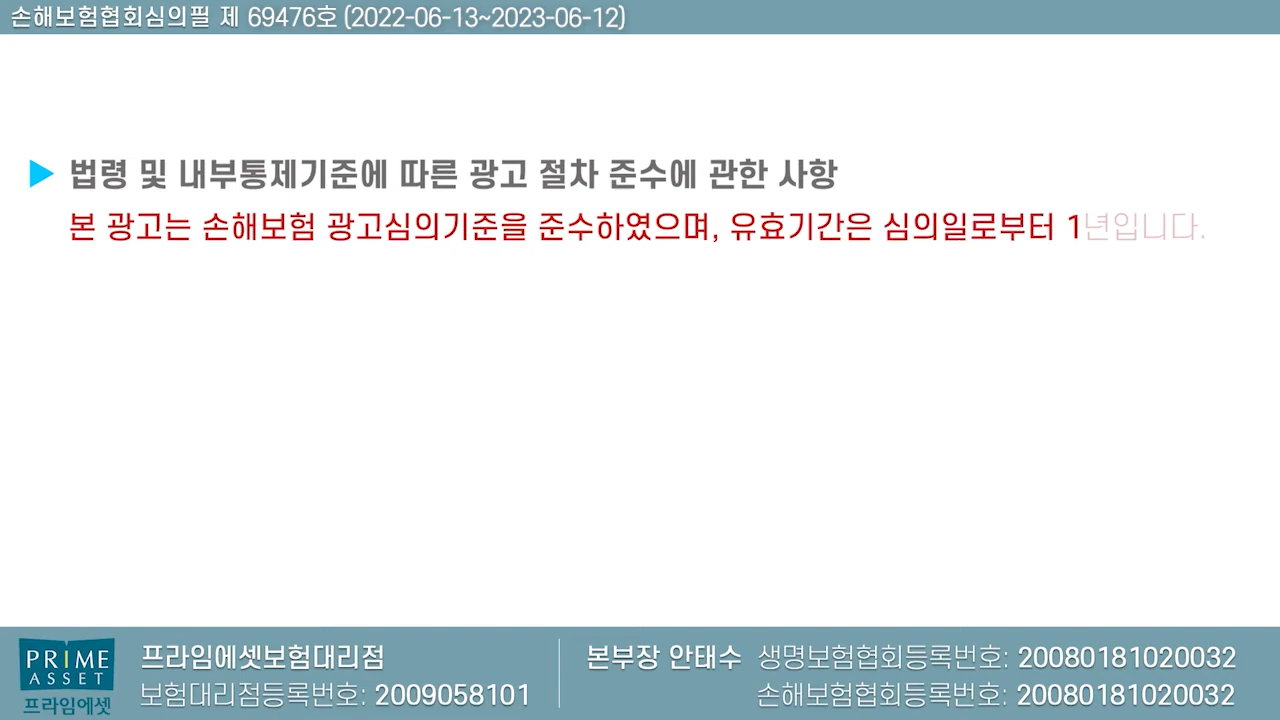 손해보험협회심의필 제 69476호 (2022-06-13~2023-06-12)
▶ 법령 및 내부통제기준에 따른 광고 절차 준수에 관한 사항
본 광고는 손해보험 광고심의기준을 준수하였으며, 유효기간은 심의일로부터 1년입니다.
PRIME
ASSET
프라임에셋
프라임에셋보험대리점
보험대리점등록번호: 2009058101
본부장 안태수 생명보험협회등록번호: 20080181020032
손해보험협회등록번호: 20080181020032